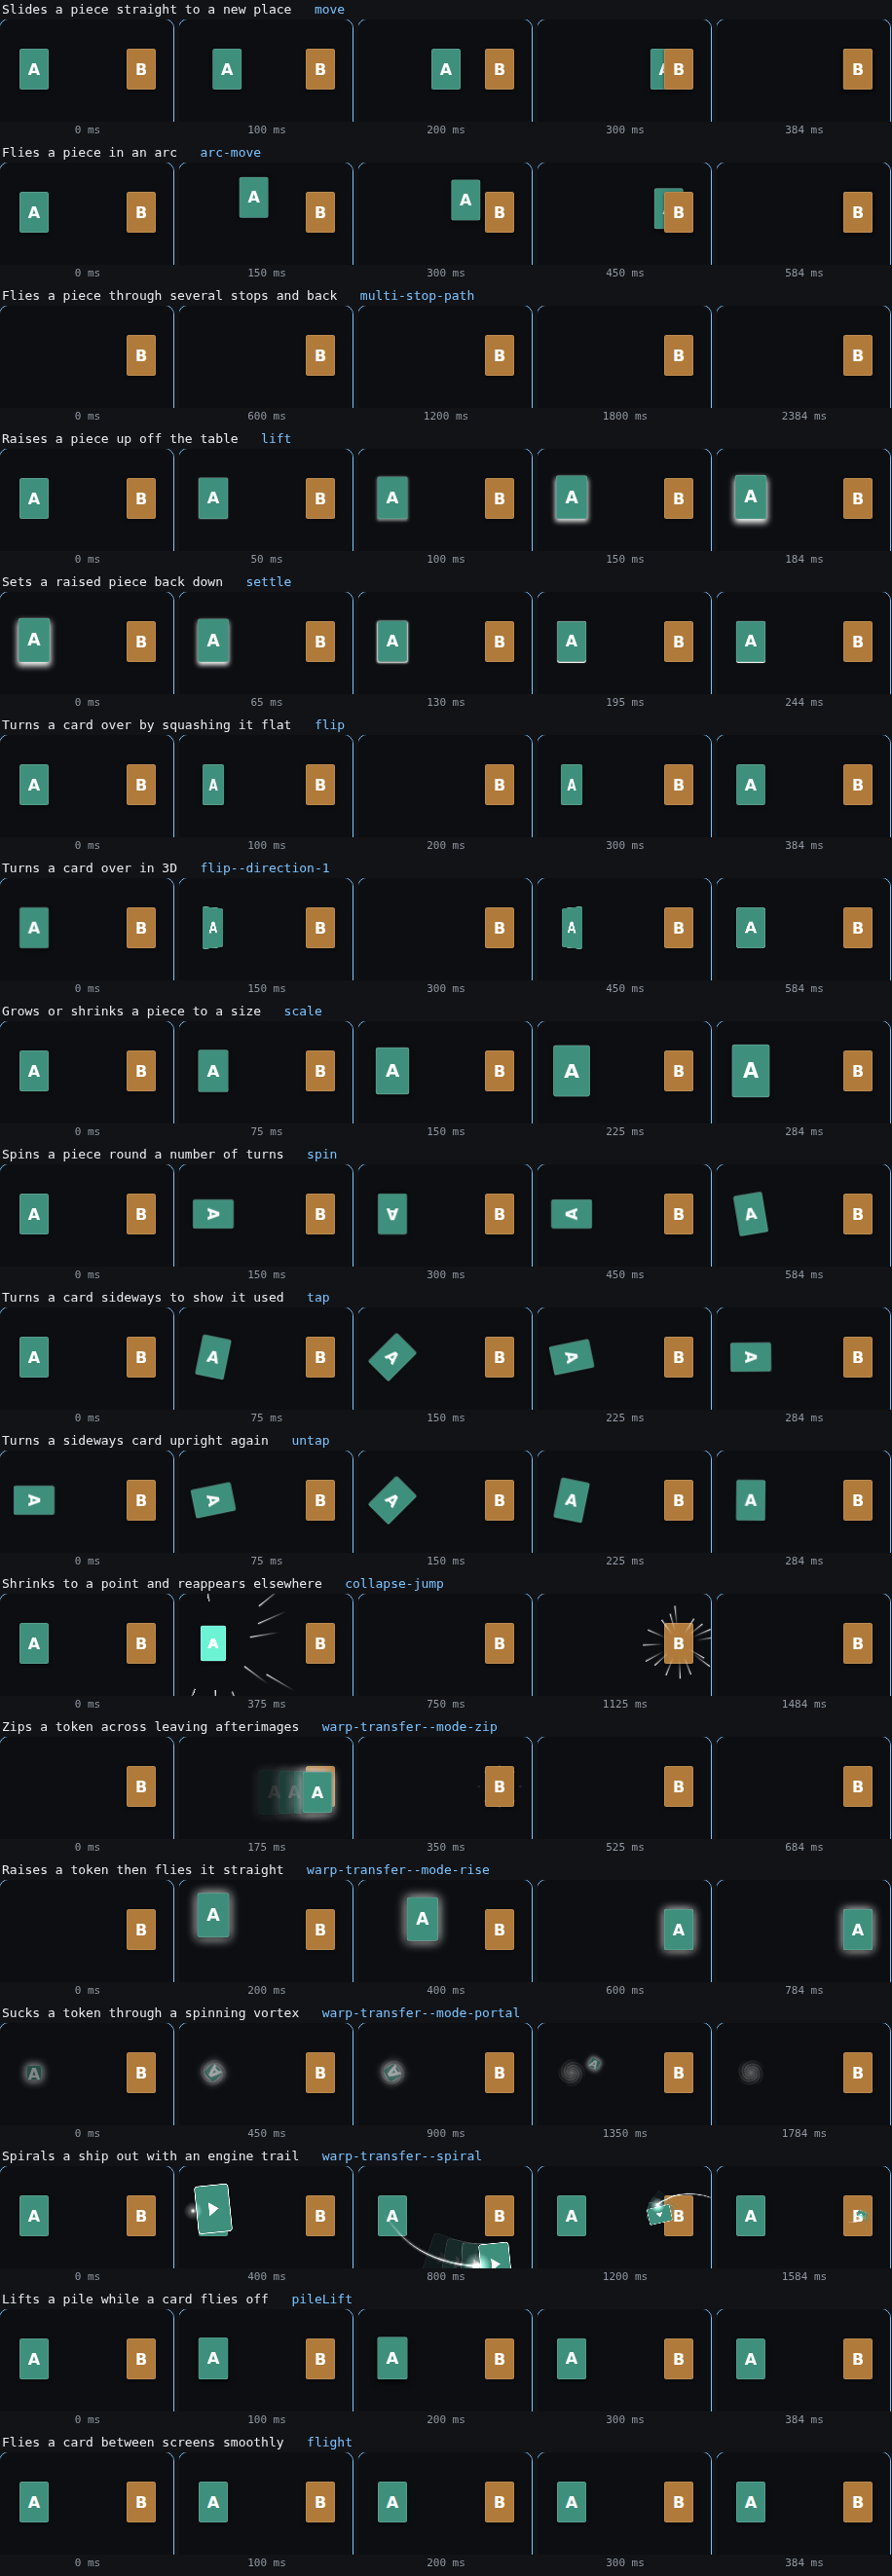 Slides a piece straight to a new place move
A B A B A B A B B
0 ms 100 ms 200 ms 300 ms 384 ms
Flies a piece in an arc arc-move
A B A B A B B B
0 ms 150 ms 300 ms 450 ms 584 ms
Flies a piece through several stops and back multi-stop-path
B B B B B
0 ms 600 ms 1200 ms 1800 ms 2384 ms
Raises a piece up off the table lift
A B A B A B A B A B
0 ms 50 ms 100 ms 150 ms 184 ms
Sets a raised piece back down settle
A B A B A B A B A B
0 ms 65 ms 130 ms 195 ms 244 ms
Turns a card over by squashing it flat flip
A B A B B A B A B
0 ms 100 ms 200 ms 300 ms 384 ms
Turns a card over in 3D flip--direction-1
A B A B B A B A B
0 ms 150 ms 300 ms 450 ms 584 ms
Grows or shrinks a piece to a size scale
A B A B A B A B A B
0 ms 75 ms 150 ms 225 ms 284 ms
Spins a piece round a number of turns spin
A B A B A B A B A B
0 ms 150 ms 300 ms 450 ms 584 ms
Turns a card sideways to show it used tap
A B A B A B A B A B
0 ms 75 ms 150 ms 225 ms 284 ms
Turns a sideways card upright again untap
A B A B A B A B A B
0 ms 75 ms 150 ms 225 ms 284 ms
Shrinks to a point and reappears elsewhere collapse-jump
A B A B B B B
0 ms 375 ms 750 ms 1125 ms 1484 ms
Zips a token across leaving afterimages warp-transfer--mode-zip
B A A A B B B
0 ms 175 ms 350 ms 525 ms 684 ms
Raises a token then flies it straight warp-transfer--mode-rise
B A B A B A A
0 ms 200 ms 400 ms 600 ms 784 ms
Sucks a token through a spinning vortex warp-transfer--mode-portal
A B A B A B A B B
0 ms 450 ms 900 ms 1350 ms 1784 ms
Spirals a ship out with an engine trail warp-transfer--spiral
A B B A B A B A B
0 ms 400 ms 800 ms 1200 ms 1584 ms
Lifts a pile while a card flies off pileLift
A B A B A B A B A B
0 ms 100 ms 200 ms 300 ms 384 ms
Flies a card between screens smoothly flight
A B A B A B A B A B
0 ms 100 ms 200 ms 300 ms 384 ms